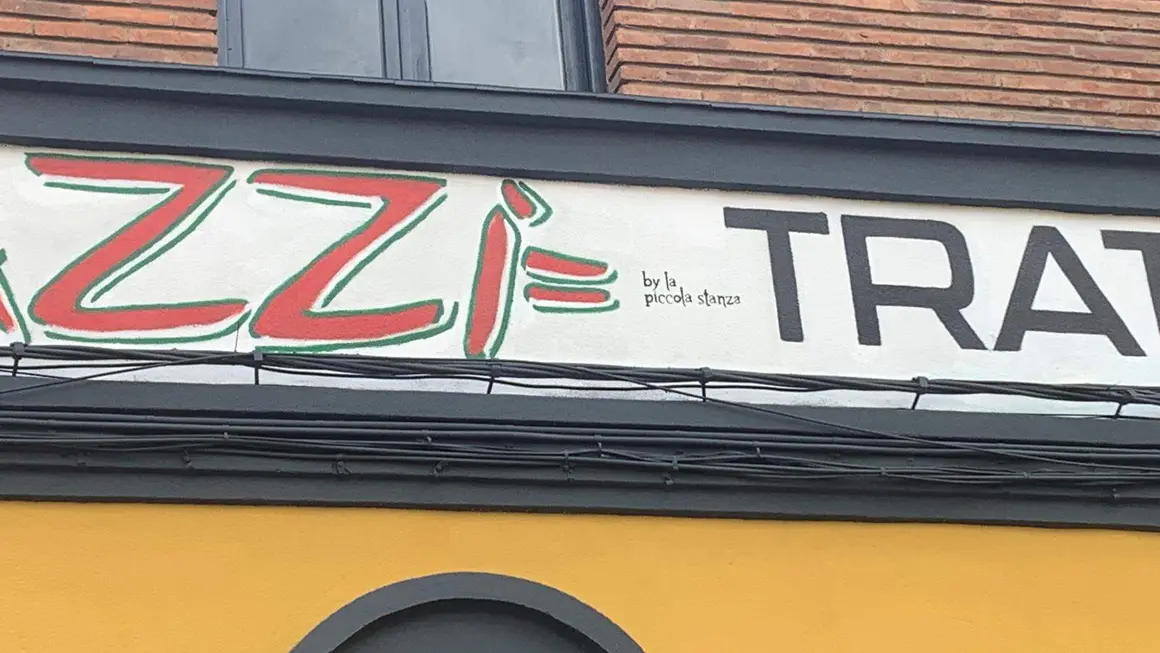 ZZi= by la piccola stanza TRAT